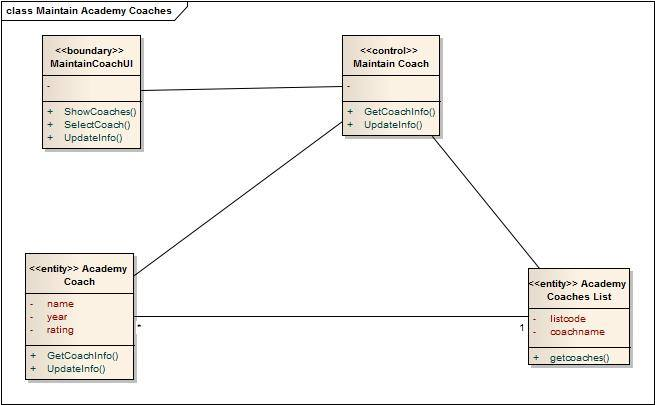 class Maintain Academy Coaches
<<boundary>>
MaintainCoachUI
-
+ ShowCoaches()
+ SelectCoach()
+ UpdateInfo()
<<control>>
Maintain Coach
-
+ GetCoachInfo()
+ UpdateInfo()
<<entity>> Academy
Coach
- name
- year
- rating
+ GetCoachInfo()
+ UpdateInfo()
*
1
<<entity>> Academy
Coaches List
- listcode
- coachname
+ getcoaches()